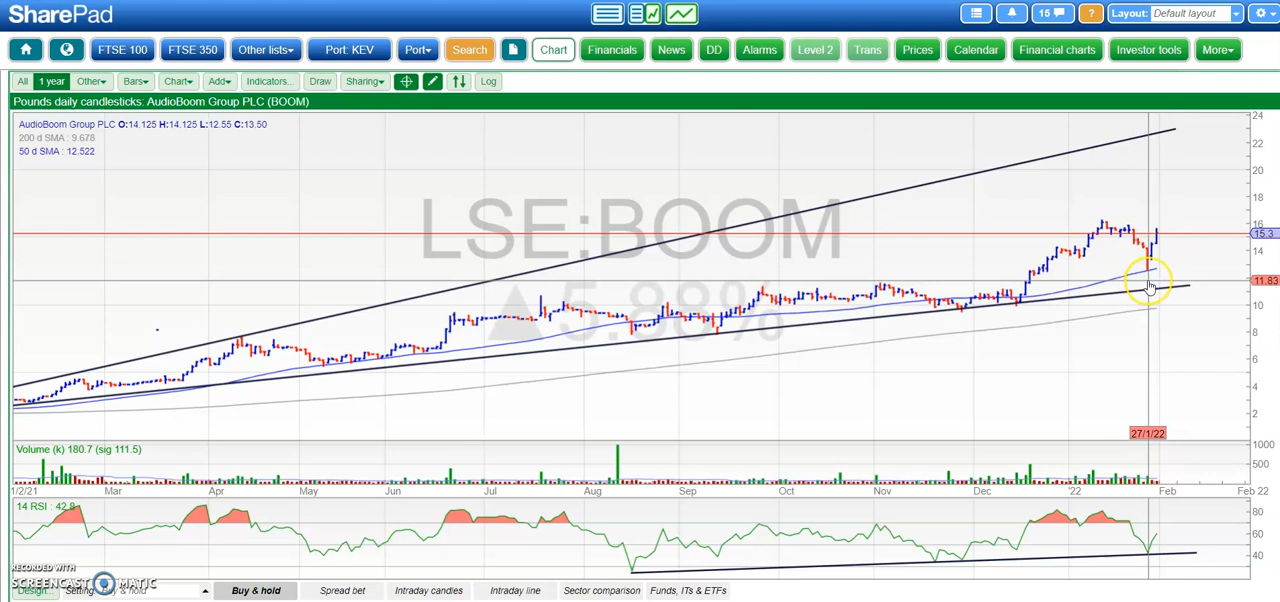 SharePad
15
?
Layout: Default layout
FTSE 100
FTSE 350
Other lists
Port: KEV
Port
Search
Chart
Financials
News
DD
Alarms
Level 2
Trans
Prices
Calendar
Financial charts
Investor tools
More
All
1 year
Other
Bars
Chart
Add
Indicators...
Draw
Sharing
Log
Pounds daily candlesticks: AudioBoom Group PLC (BOOM)
AudioBoom Group PLC O:14.125 H:14.125 L:12.55 C:13.50
200 d SMA : 9.678
50 d SMA : 12.522
LSE:BOOM
▲5.88%
24
22
20
18
16
15.3
14
11.83
10
8
6
4
2
27/1/22
Volume (k) 180.7 (sig 111.5)
1000
500
1/2/21
Mar
Apr
May
Jun
Jul
Aug
Sep
Oct
Nov
Dec
'22
Feb
Feb 22
14 RSI : 42.8
80
60
40
RECORDED WITH
SCREENCAST MATIC
Design...
Setting:
Buy & hold
Buy & hold
Spread bet
Intraday candles
Intraday line
Sector comparison
Funds, ITs & ETFs